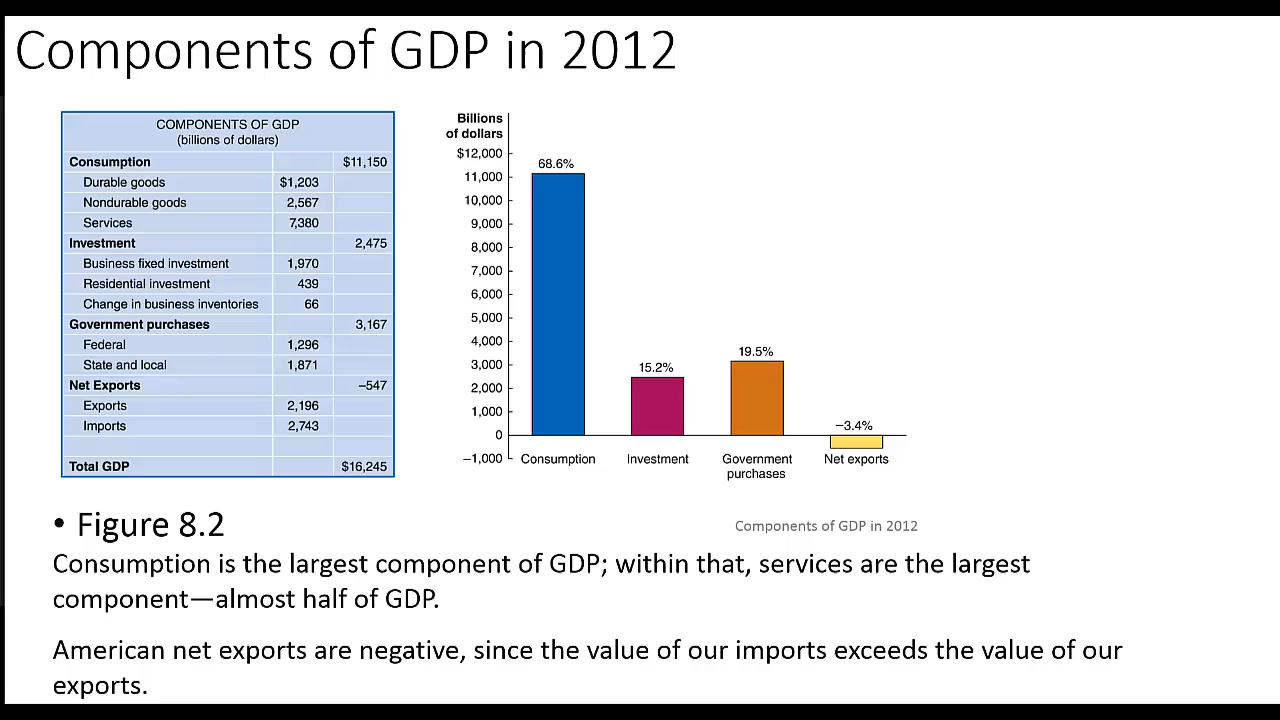 Components of GDP in 2012
COMPONENTS OF GDP
(billions of dollars)
Consumption $11,150
Durable goods $1,203
Nondurable goods 2,567
Services 7,380
Investment 2,475
Business fixed investment 1,970
Residential investment 439
Change in business inventories 66
Government purchases 3,167
Federal 1,296
State and local 1,871
Net Exports –547
Exports 2,196
Imports 2,743
Total GDP $16,245
Billions
of dollars
$12,000
11,000
10,000
9,000
8,000
7,000
6,000
5,000
4,000
3,000
2,000
1,000
0
–1,000
68.6%
15.2%
19.5%
–3.4%
Consumption
Investment
Government
purchases
Net exports
• Figure 8.2
Components of GDP in 2012
Consumption is the largest component of GDP; within that, services are the largest
component—almost half of GDP.
American net exports are negative, since the value of our imports exceeds the value of our
exports.